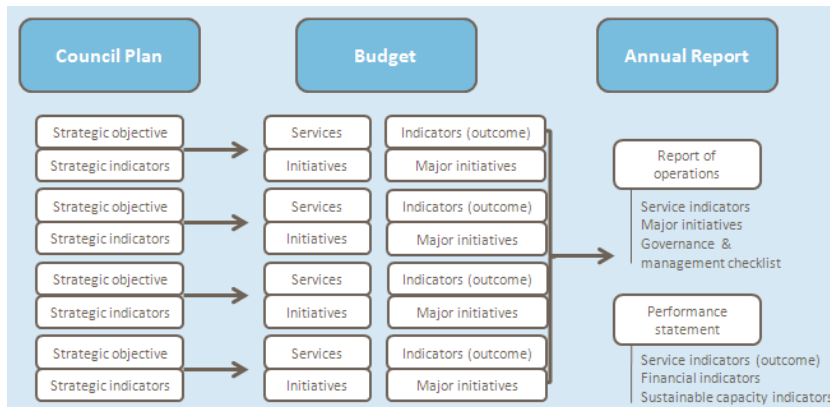 Council Plan
Budget
Annual Report
Strategic objective
Strategic indicators
Services
Initiatives
Indicators (outcome)
Major initiatives
Strategic objective
Strategic indicators
Services
Initiatives
Indicators (outcome)
Major initiatives
Strategic objective
Strategic indicators
Services
Initiatives
Indicators (outcome)
Major initiatives
Strategic objective
Strategic indicators
Services
Initiatives
Indicators (outcome)
Major initiatives
Report of
operations
Service indicators
Major initiatives
Governance &
management checklist
Performance
statement
Service indicators (outcome)
Financial indicators
Sustainable capacity indicators